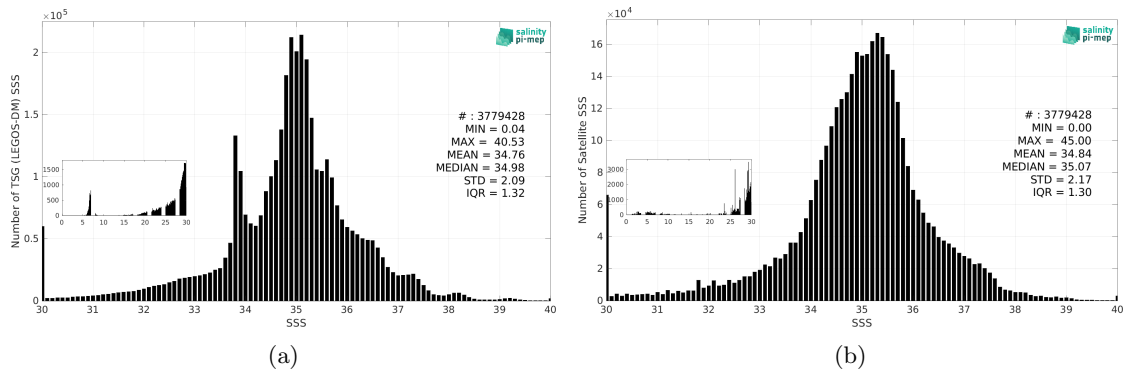 ×10⁵
salinity
pi-mep
Number of TSG (LEGOS-DM) SSS
2
1.5
1
0.5
0
# : 3779428
MIN = 0.04
MAX = 40.53
MEAN = 34.76
MEDIAN = 34.98
STD = 2.09
IQR = 1.32
1500
1000
500
0
0 5 10 15 20 25 30
30 31 32 33 34 35 36 37 38 39 40
SSS
(a)
×10⁴
salinity
pi-mep
Number of Satellite SSS
16
14
12
10
8
6
4
2
0
# : 3779428
MIN = 0.00
MAX = 45.00
MEAN = 34.84
MEDIAN = 35.07
STD = 2.17
IQR = 1.30
3000
2000
1000
0
0 5 10 15 20 25 30
30 31 32 33 34 35 36 37 38 39 40
SSS
(b)